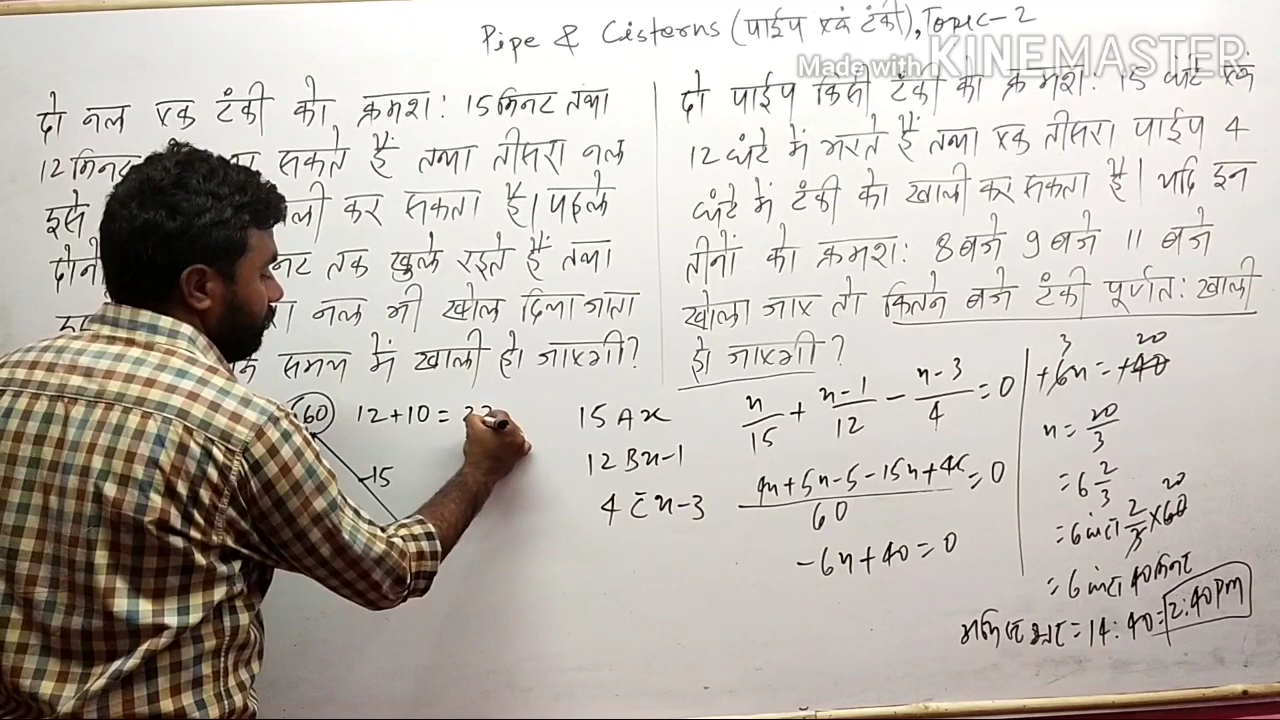 Pipe & Cisterns (पाईप एवं टंकी), Topic-2
Made with KINEMASTER
दो नल एक टंकी को क्रमशः 15 मिनट तथा
12 मिनट सकते हैं तथा तीसरा नल
इसे ली कर सकता है। पहले
दोनों नट तक खुले रहते हैं तथा
नल भी खोल दिया जाता
समय में खाली हो जाएगी?
60 12+10=22
-15
दो पाईप किसी टंकी को क्रमशः 15 घंटे एवं
12 घंटे में भरते हैं तथा एक तीसरा पाईप 4
घंटे में टंकी को खाली कर सकता है। यदि इन
तीनों को क्रमशः 8 बजे 9 बजे 11 बजे
खोला जाए तो कितने बजे टंकी पूर्णतः खाली
हो जाएगी?
15 A x
12 B x-1
4 C x-3
x/15 + x-1/12 - x-3/4 = 0
4x+5x-5-15x+45/60 = 0
-6x+40=0
+6x=+40 3 20
x = 20/3
= 6 2/3
= 6 घंटा 2/3×60 20
= 6 घंटा 40 मिनट
= 14:40 = 2:40 pm